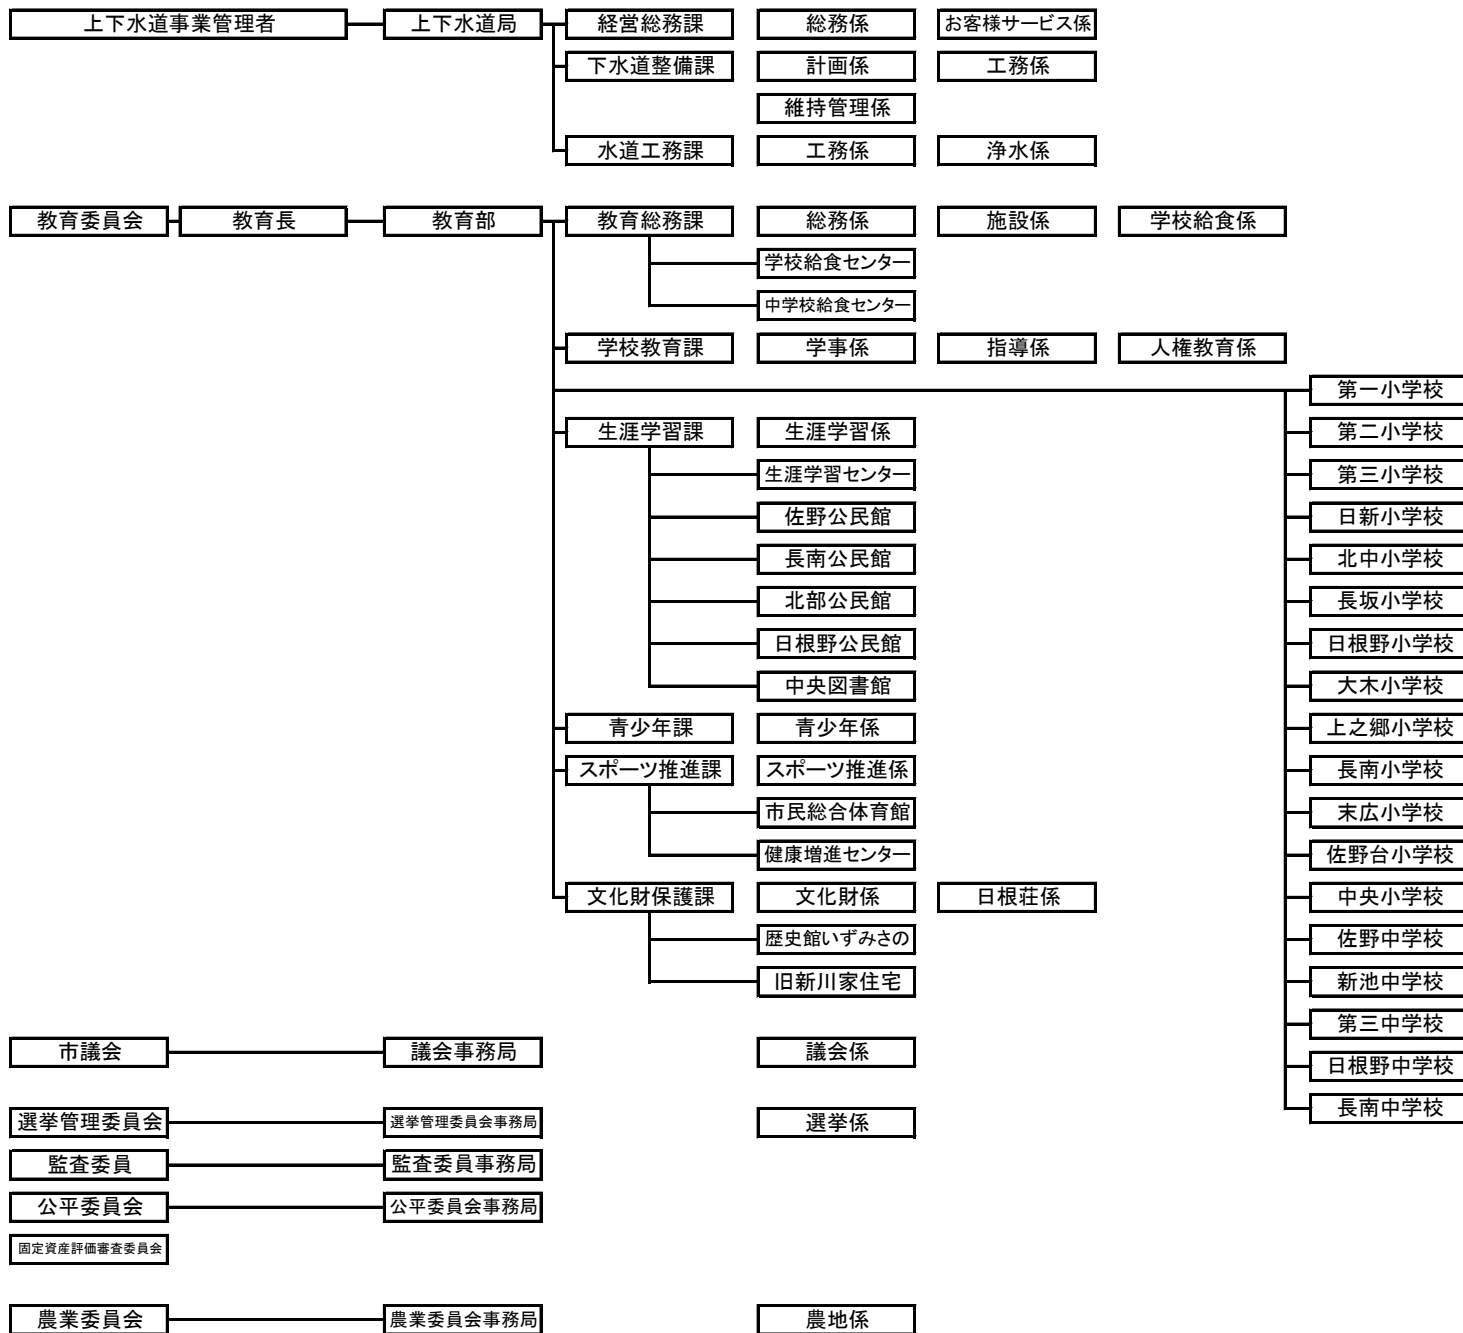 上下水道事業管理者 上下水道局 経営総務課 総務係 お客様サービス係
下水道整備課 計画係 工務係
維持管理係
水道工務課 工務係 浄水係
教育委員会 教育長 教育部 教育総務課 総務係 施設係 学校給食係
学校給食センター
中学校給食センター
学校教育課 学事係 指導係 人権教育係
第一小学校
生涯学習課 生涯学習係 第二小学校
生涯学習センター 第三小学校
佐野公民館 日新小学校
長南公民館 北中小学校
北部公民館 長坂小学校
日根野公民館 日根野小学校
中央図書館 大木小学校
青少年課 青少年係 上之郷小学校
スポーツ推進課 スポーツ推進係 長南小学校
市民総合体育館 末広小学校
健康増進センター 佐野台小学校
文化財保護課 文化財係 日根荘係 中央小学校
歴史館いずみさの 佐野中学校
旧新川家住宅 新池中学校
第三中学校
市議会 議会事務局 議会係
日根野中学校
長南中学校
選挙管理委員会 選挙管理委員会事務局 選挙係
監査委員 監査委員事務局
公平委員会 公平委員会事務局
固定資産評価審査委員会
農業委員会 農業委員会事務局 農地係